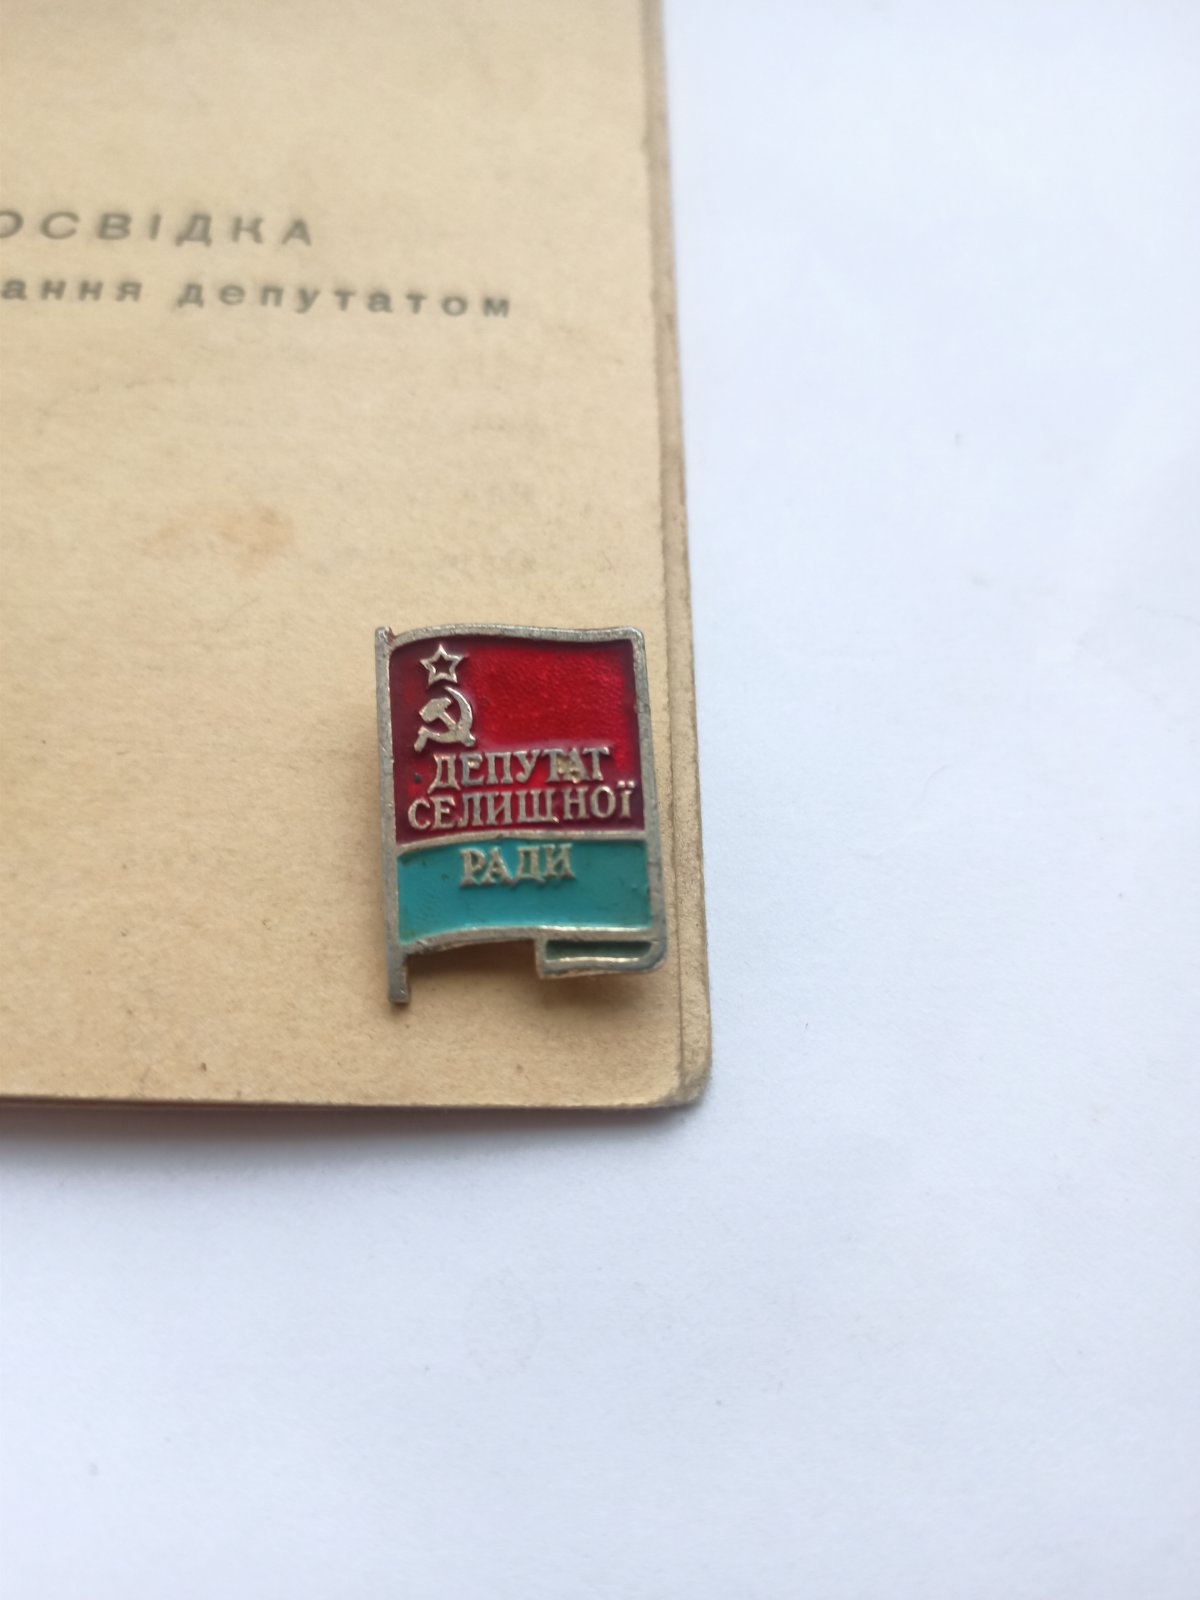 ОСВІДКА
ання депутатом
ДЕПУТАТ
СЕЛИЩНОЇ
РАДИ